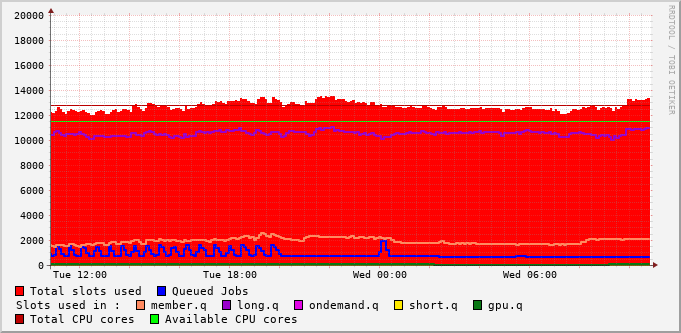 20000
18000
16000
14000
12000
10000
8000
6000
4000
2000
0
Tue 12:00 Tue 18:00 Wed 00:00 Wed 06:00
RRDTOOL / TOBI OETIKER
Total slots used Queued Jobs
Slots used in : member.q long.q ondemand.q short.q gpu.q
Total CPU cores Available CPU cores